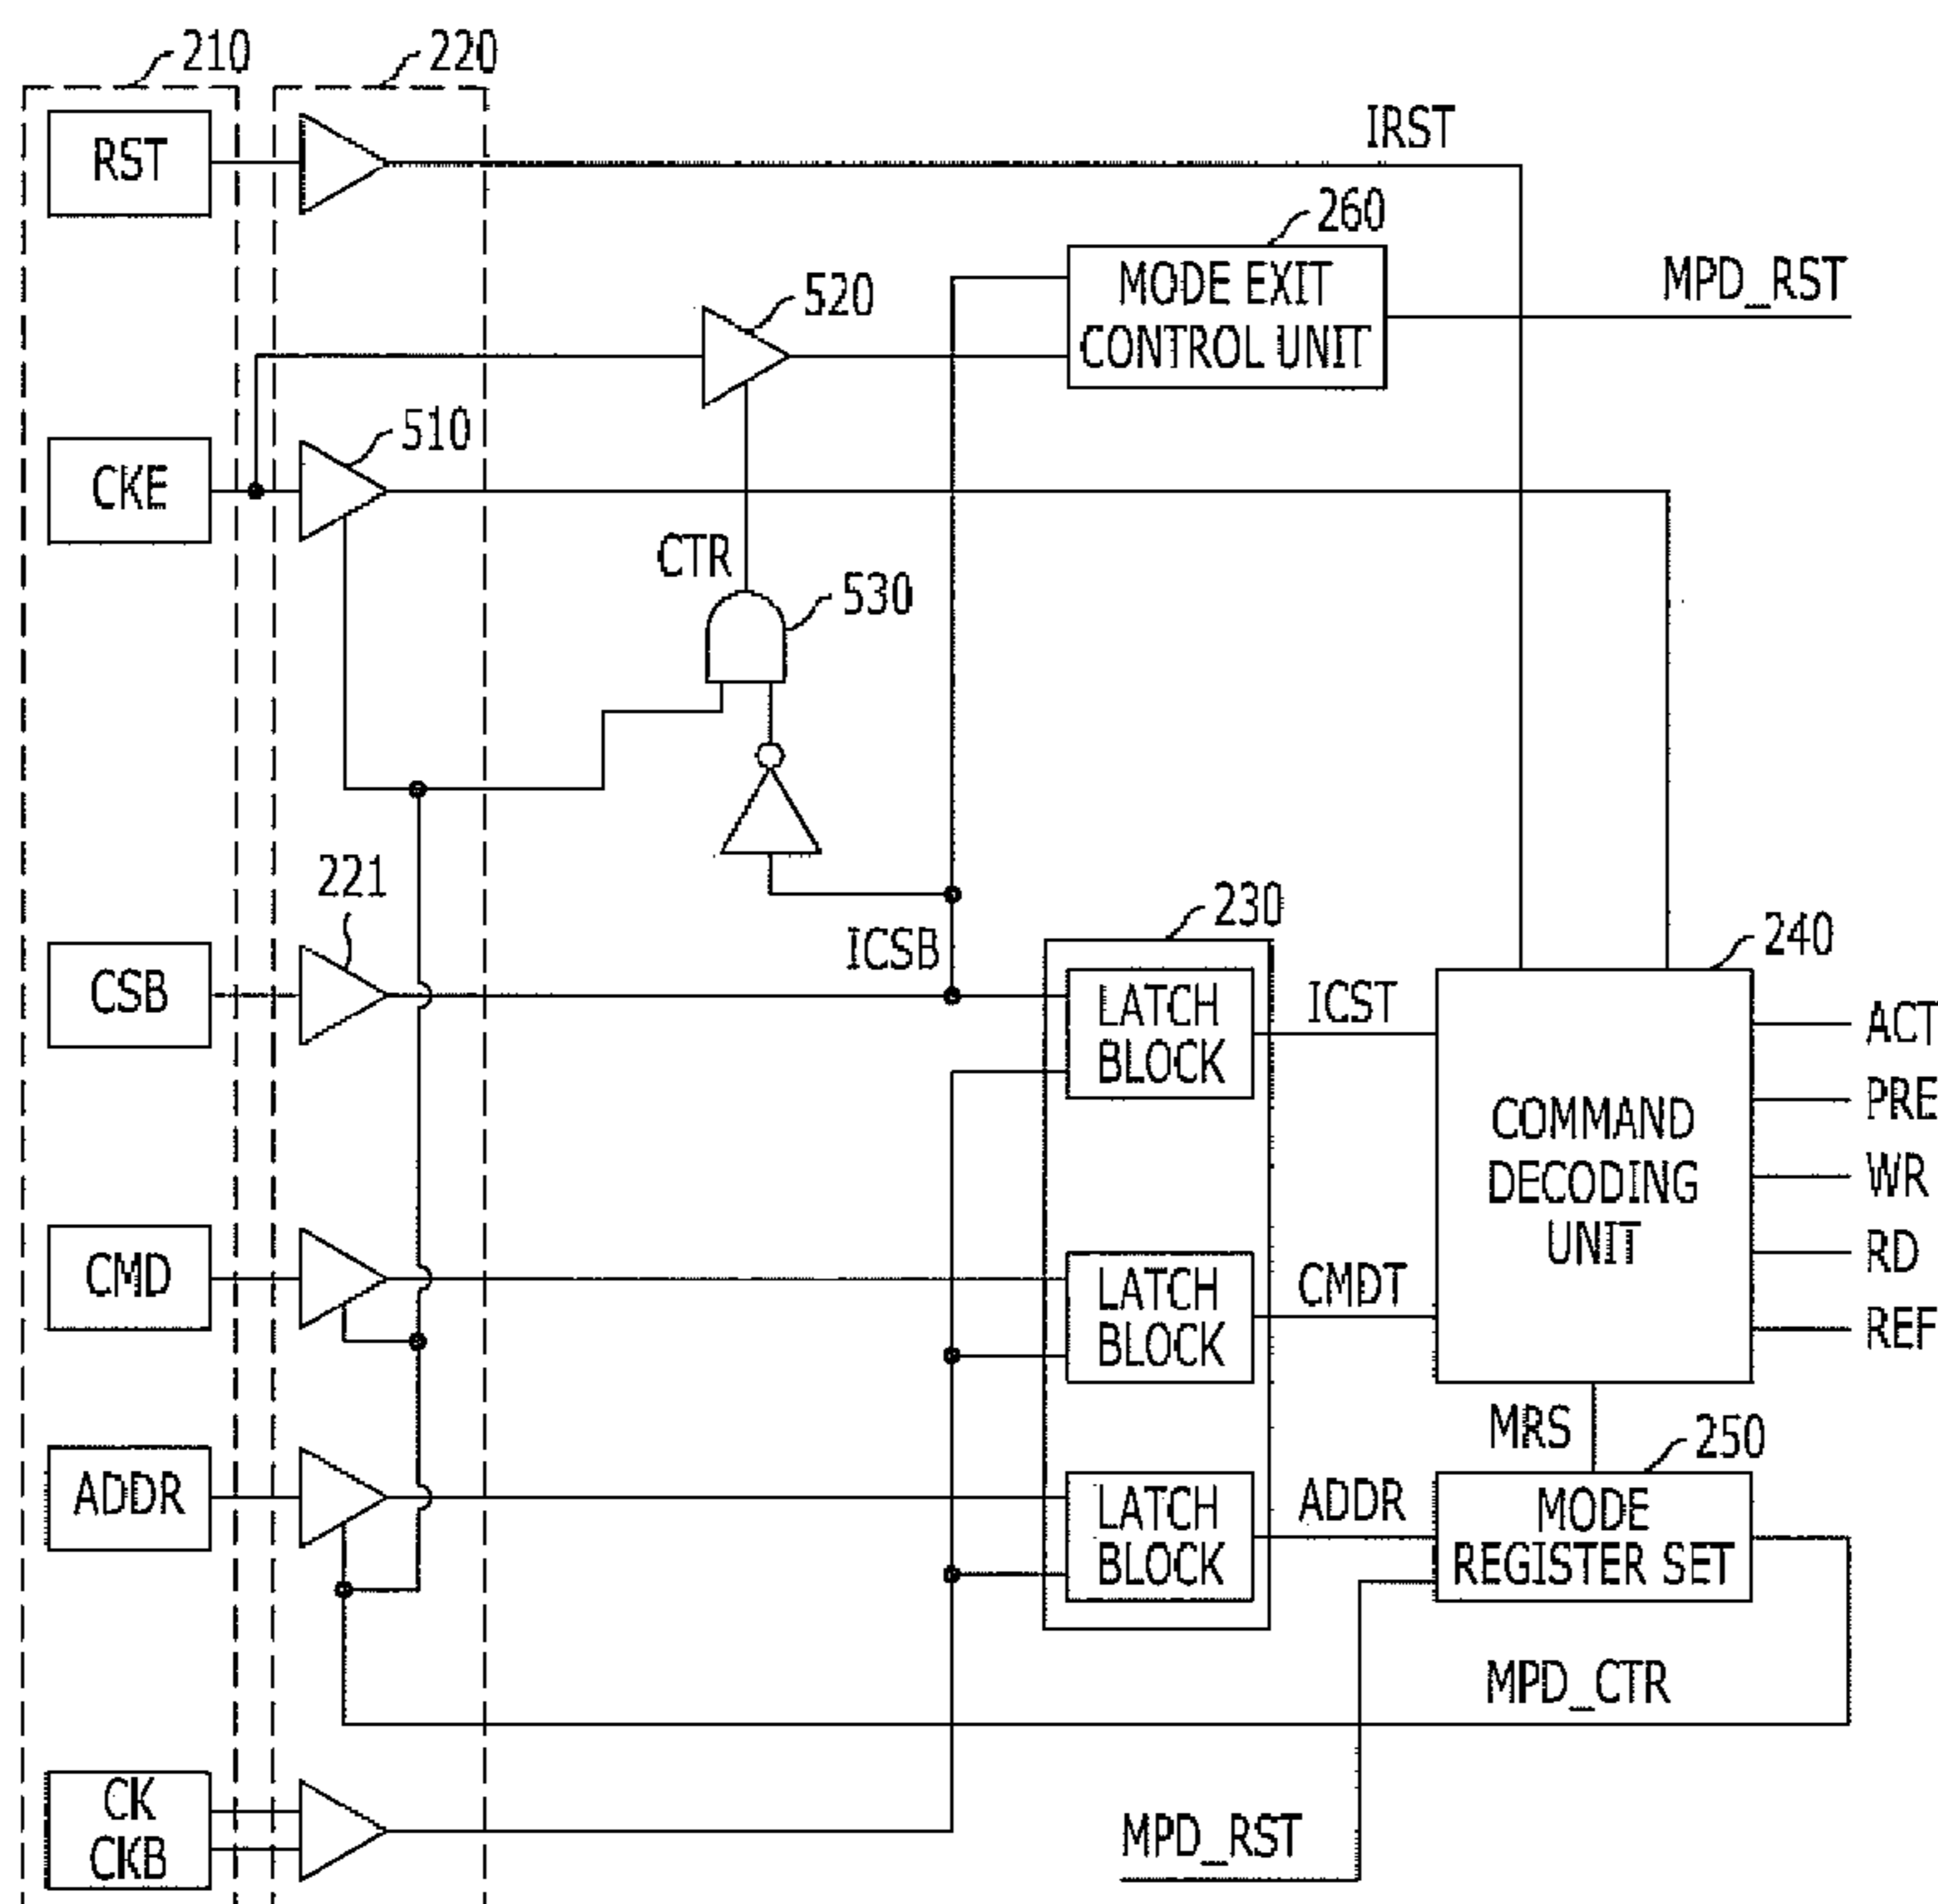 210
220
RST
IRST
260
MODE EXIT
CONTROL UNIT
MPD_RST
520
510
CKE
CTR
530
221
ICSB
230
240
CSB
LATCH
BLOCK
ICST
COMMAND
DECODING
UNIT
ACT
PRE
WR
RD
REF
CMD
LATCH
BLOCK
CMDT
MRS
250
ADDR
LATCH
BLOCK
ADDR
MODE
REGISTER SET
MPD_CTR
CK
CKB
MPD_RST